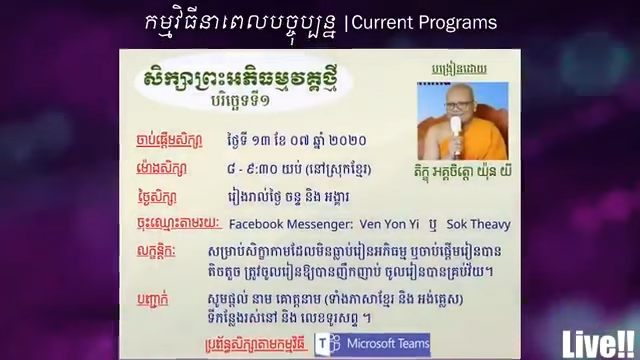 កម្មវិធីនាពេលបច្ចុប្បន្ន |Current Programs
សិក្សាព្រះអភិធម្មវគ្គថ្មី
បរិច្ឆេទទី១
បង្រៀនដោយ
ភិក្ខុ អគ្គចិត្តោ យ៉ុន យី
ចាប់ផ្តើមសិក្សា ថ្ងៃទី ១៣ ខែ ០៧ ឆ្នាំ ២០២០
ម៉ោងសិក្សា ៨ - ៩:៣០ យប់ (នៅស្រុកខ្មែរ)
ថ្ងៃសិក្សា រៀងរាល់ថ្ងៃ ចន្ទ និង អង្គារ
ចុះឈ្មោះតាមរយៈ Facebook Messenger: Ven Yon Yi ឬ Sok Theavy
លក្ខន្តិកៈ សម្រាប់សិក្ខាកាមដែលមិនធ្លាប់រៀនអភិធម្ម ឬចាប់ផ្តើមរៀនបាន
តិចតួច ត្រូវចូលរៀនឱ្យបានញឹកញាប់ ចូលរៀនបានគ្រប់វ័យ។
បញ្ជាក់ សូមផ្តល់ នាម គោត្តនាម (ទាំងភាសាខ្មែរ និង អង់គ្លេស)
ទីកន្លែងរស់នៅ និង លេខទូរសព្ទ ។
ប្រព័ន្ធសិក្សាតាមកម្មវិធី Microsoft Teams
Live!!